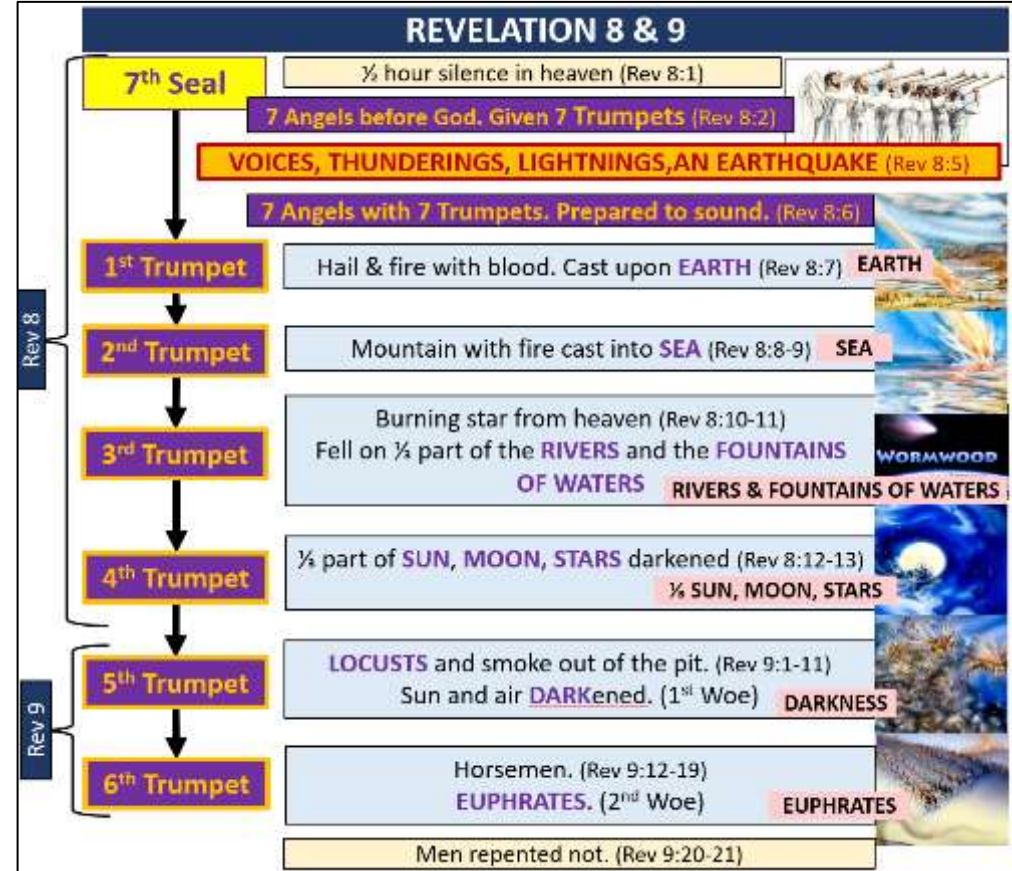 REVELATION 8 & 9
7th Seal
½ hour silence in heaven (Rev 8:1)
7 Angels before God. Given 7 Trumpets (Rev 8:2)
VOICES, THUNDERINGS, LIGHTNINGS,AN EARTHQUAKE (Rev 8:5)
7 Angels with 7 Trumpets. Prepared to sound. (Rev 8:6)
Rev 8
1st Trumpet
Hail & fire with blood. Cast upon EARTH (Rev 8:7)
EARTH
2nd Trumpet
Mountain with fire cast into SEA (Rev 8:8-9)
SEA
3rd Trumpet
Burning star from heaven (Rev 8:10-11)
Fell on ⅓ part of the RIVERS and the FOUNTAINS
OF WATERS
WORMWOOD
RIVERS & FOUNTAINS OF WATERS
4th Trumpet
⅓ part of SUN, MOON, STARS darkened (Rev 8:12-13)
⅓ SUN, MOON, STARS
Rev 9
5th Trumpet
LOCUSTS and smoke out of the pit. (Rev 9:1-11)
Sun and air DARKened. (1st Woe)
DARKNESS
6th Trumpet
Horsemen. (Rev 9:12-19)
EUPHRATES. (2nd Woe)
EUPHRATES
Men repented not. (Rev 9:20-21)